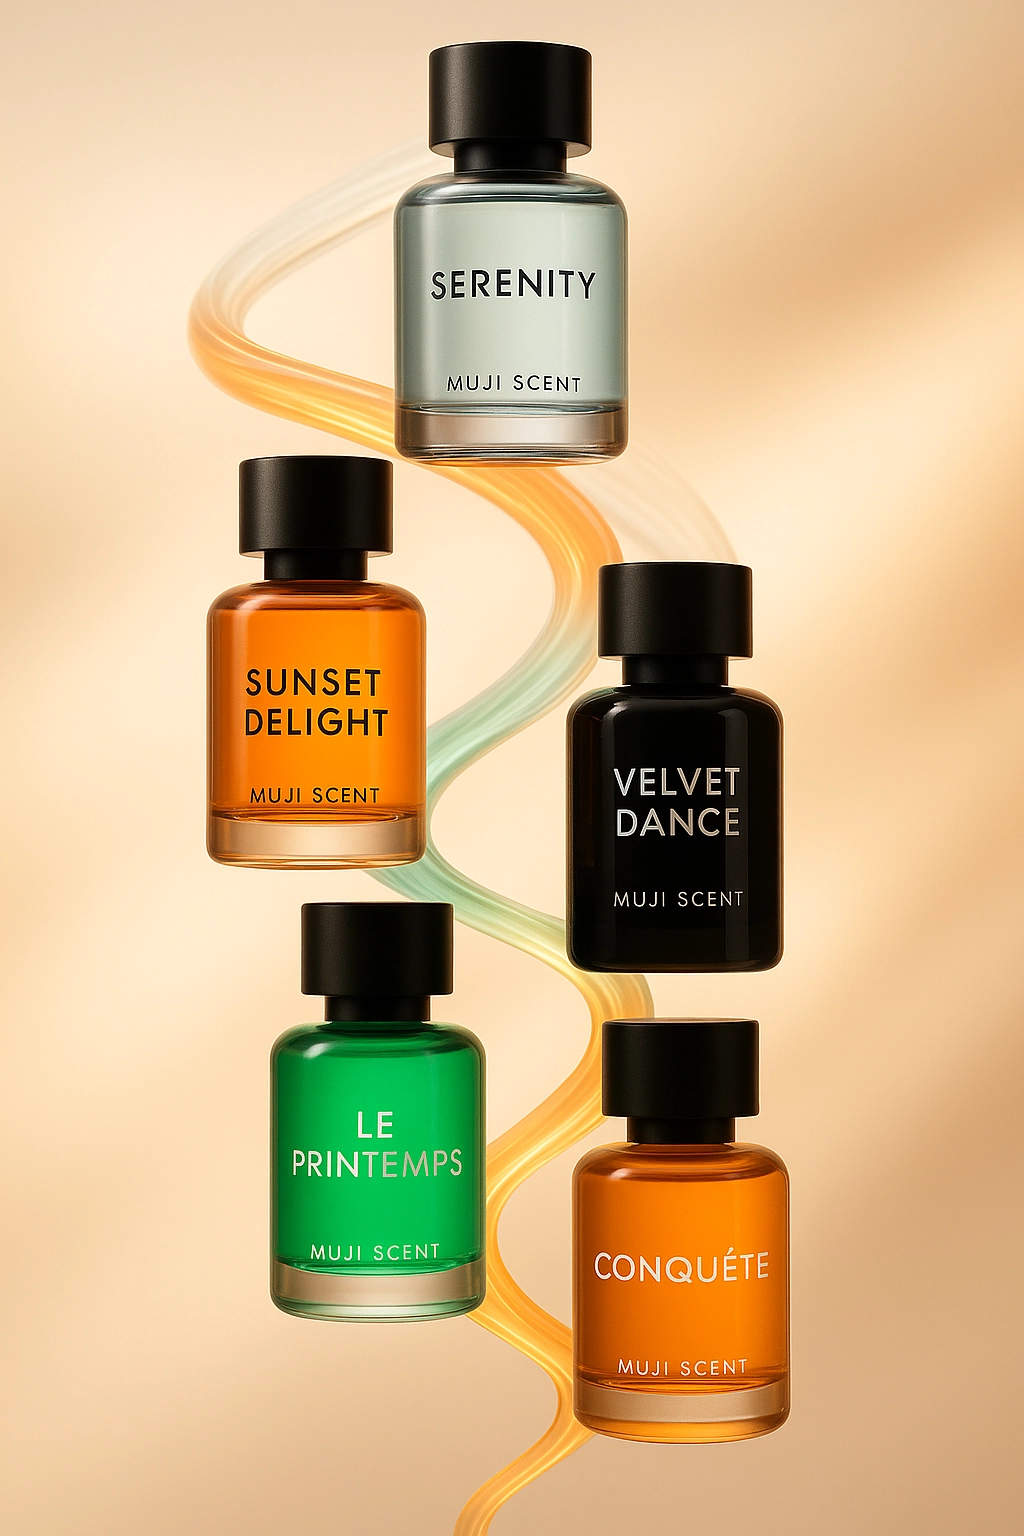 SERENITY
MUJI SCENT
SUNSET
DELIGHT
MUJI SCENT
VELVET
DANCE
MUJI SCENT
LE
PRINTEMPS
MUJI SCENT
CONQUÉTE
MUJI SCENT